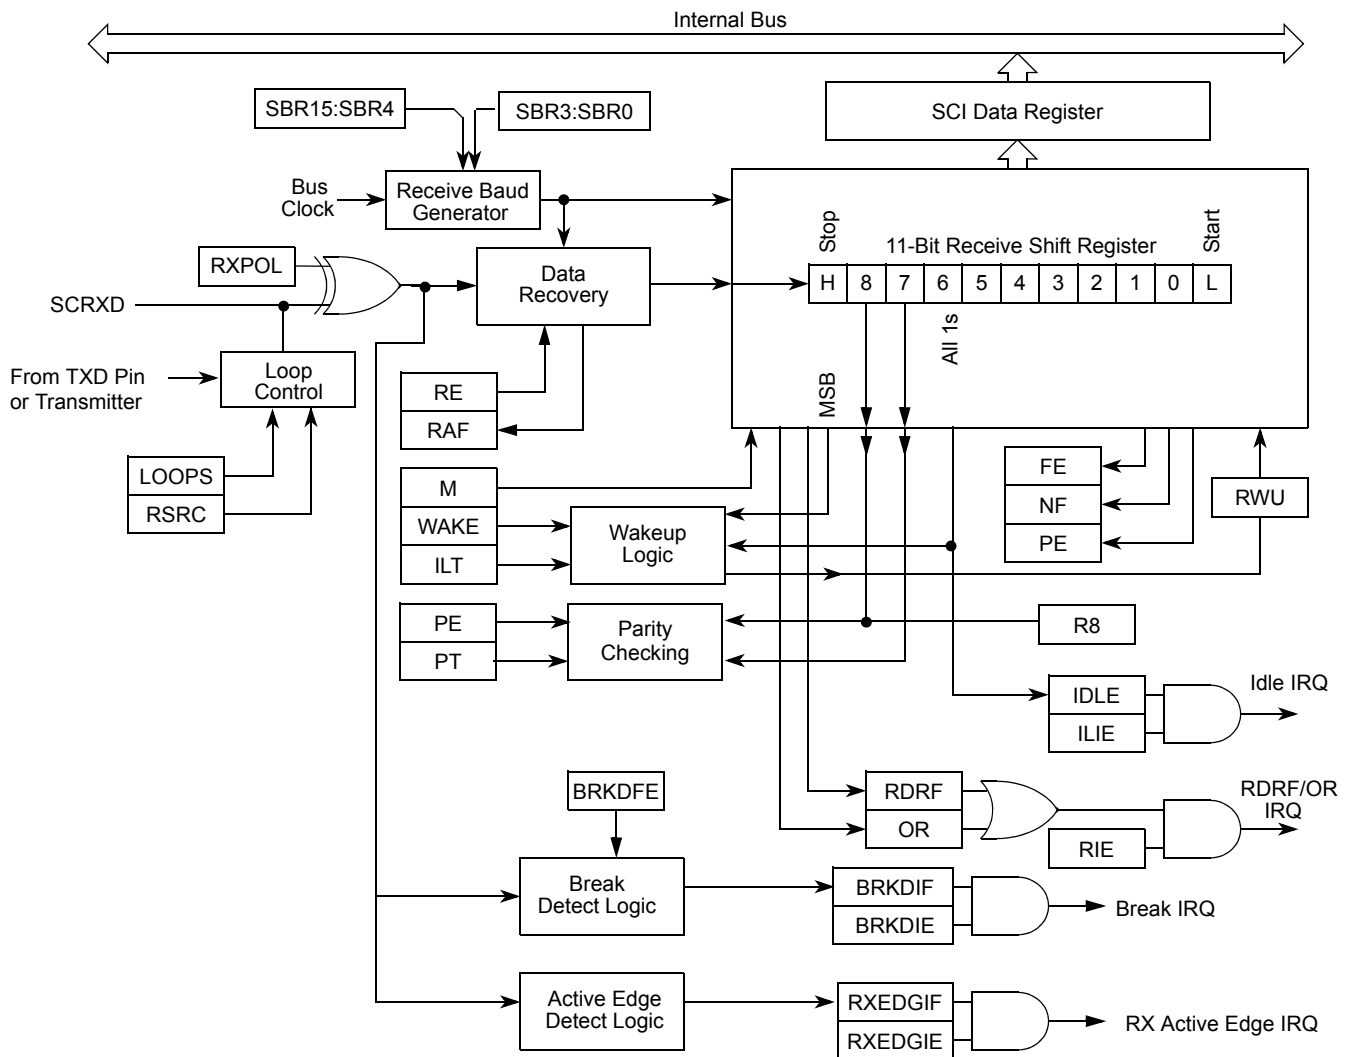 Internal Bus
SBR15:SBR4
SBR3:SBR0
SCI Data Register
Bus
Clock
Receive Baud
Generator
RXPOL
SCRXD
Data
Recovery
Stop
11-Bit Receive Shift Register
Start
H 8 7 6 5 4 3 2 1 0 L
All 1s
MSB
From TXD Pin
or Transmitter
Loop
Control
RE
RAF
LOOPS
RSRC
M
WAKE
ILT
Wakeup
Logic
FE
NF
PE
RWU
PE
PT
Parity
Checking
R8
IDLE
ILIE
Idle IRQ
BRKDFE
RDRF
OR
RIE
RDRF/OR
IRQ
Break
Detect Logic
BRKDIF
BRKDIE
Break IRQ
Active Edge
Detect Logic
RXEDGIF
RXEDGIE
RX Active Edge IRQ